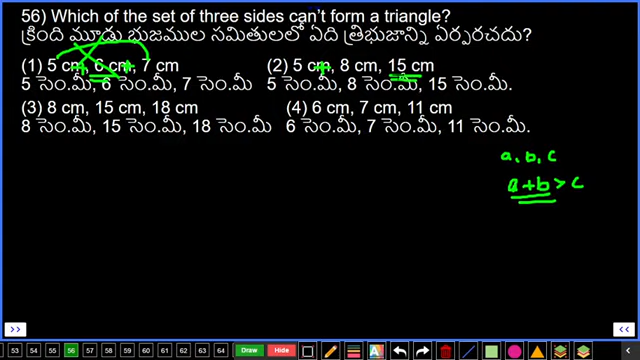 56) Which of the set of three sides can't form a triangle?
క్రింది మూడు భుజముల సమితులలో ఏది త్రిభుజాన్ని ఏర్పరచదు?
(1) 5 cm, 6 cm, 7 cm (2) 5 cm, 8 cm, 15 cm
5 సెం.మీ, 6 సెం.మీ, 7 సెం.మీ 5 సెం.మీ, 8 సెం.మీ, 15 సెం.మీ.
(3) 8 cm, 15 cm, 18 cm (4) 6 cm, 7 cm, 11 cm
8 సెం.మీ, 15 సెం.మీ, 18 సెం.మీ 6 సెం.మీ, 7 సెం.మీ, 11 సెం.మీ.
a, b, c
a + b > c
>> >>
53 54 55 56 57 58 59 60 61 62 63 64 Draw Hide